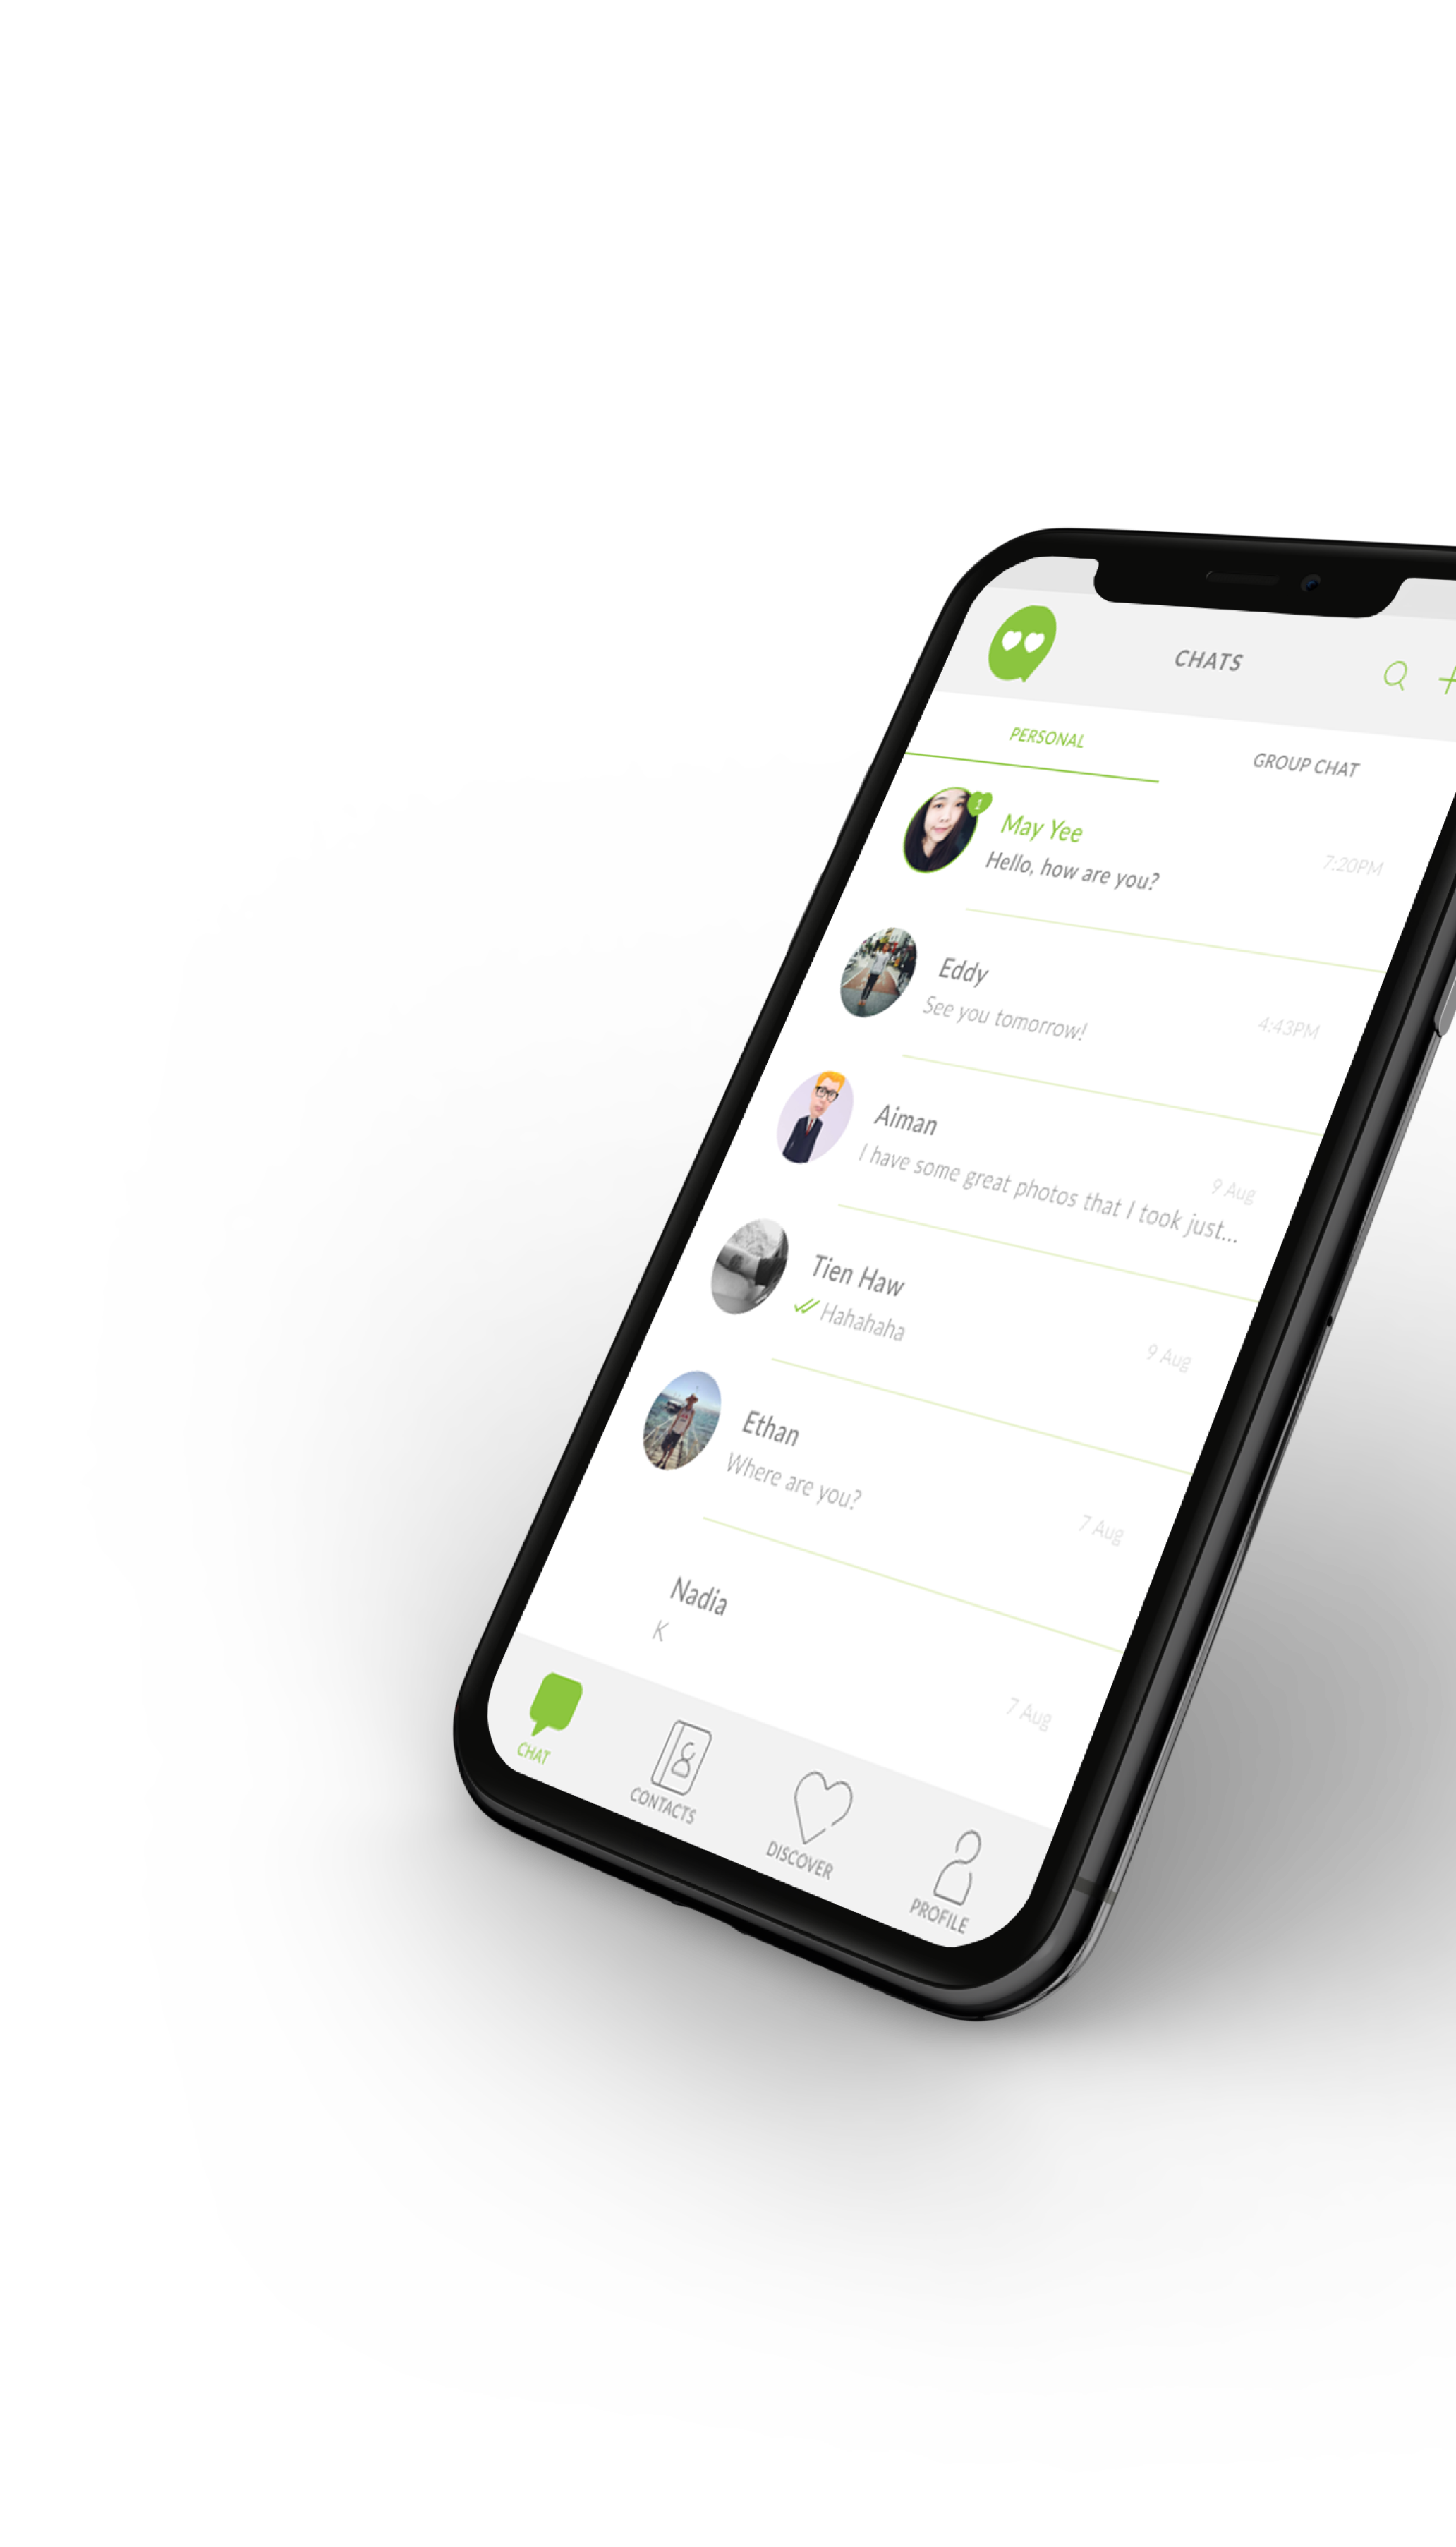 CHATS
PERSONAL
GROUP CHAT
1
May Yee
7:20PM
Hello, how are you?
Eddy
4:43PM
See you tomorrow!
Aiman
9 Aug
I have some great photos that I took just...
Tien Haw
Hahahaha
9 Aug
Ethan
Where are you?
7 Aug
Nadia
K
7 Aug
CHAT
CONTACTS
DISCOVER
PROFILE